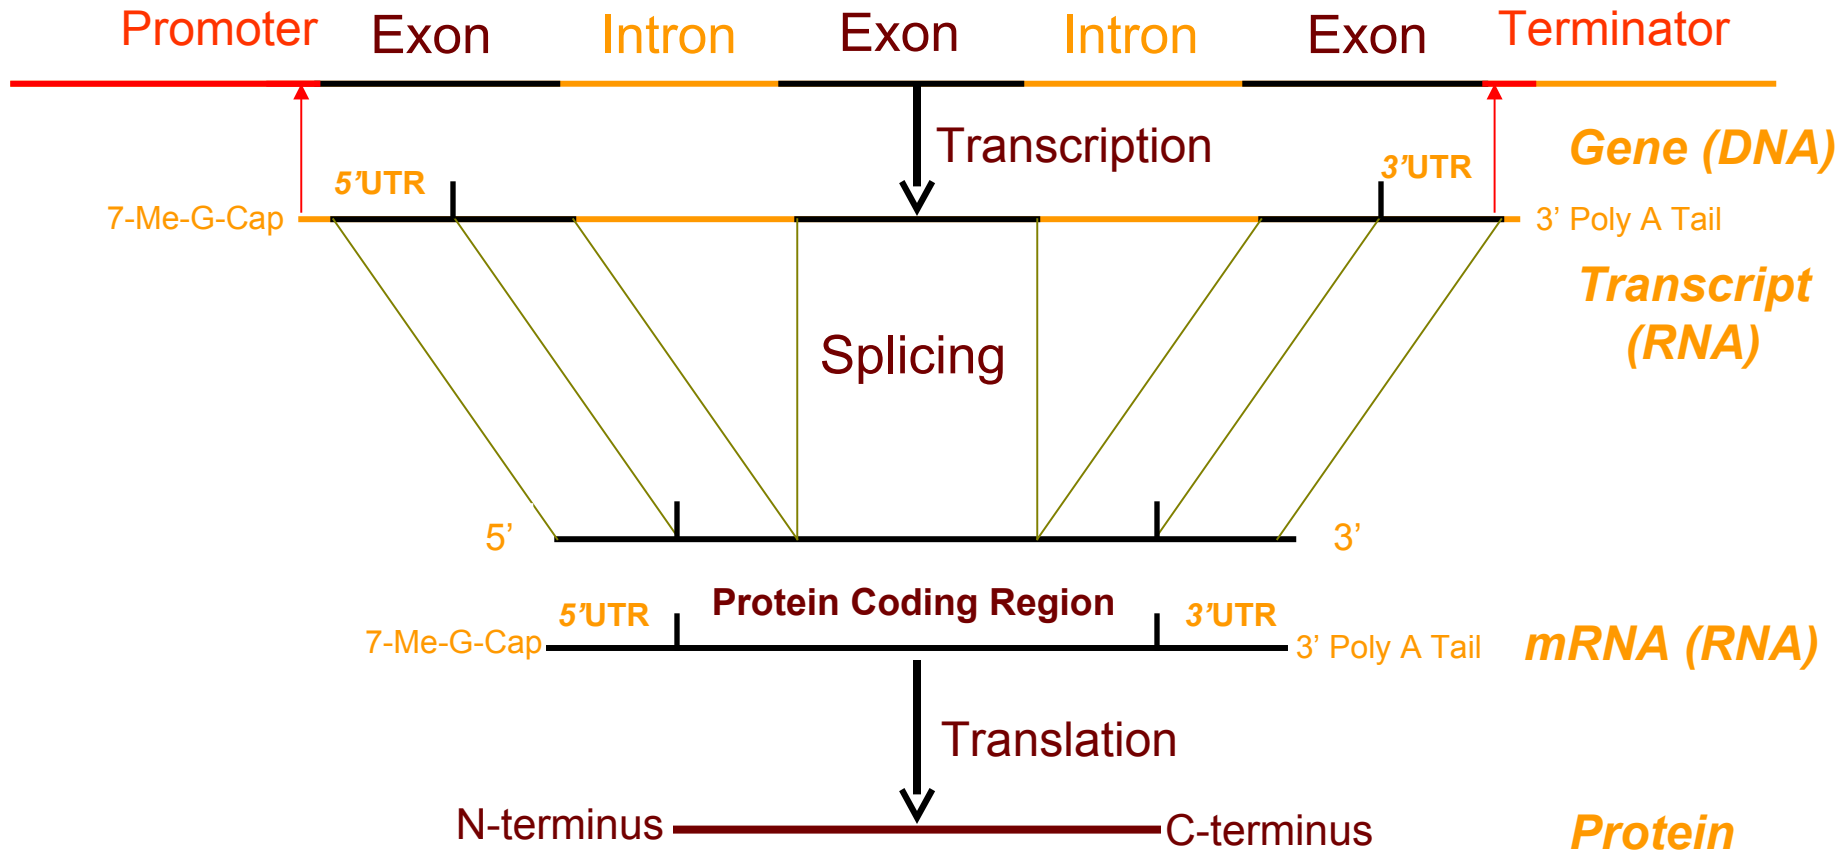 Promoter Exon Intron Exon Intron Exon Terminator
Transcription
Gene (DNA)
5’UTR
3’UTR
7-Me-G-Cap
3’ Poly A Tail
Transcript
(RNA)
Splicing
5’
3’
Protein Coding Region
5’UTR
3’UTR
7-Me-G-Cap
3’ Poly A Tail
mRNA (RNA)
Translation
N-terminus
C-terminus
Protein